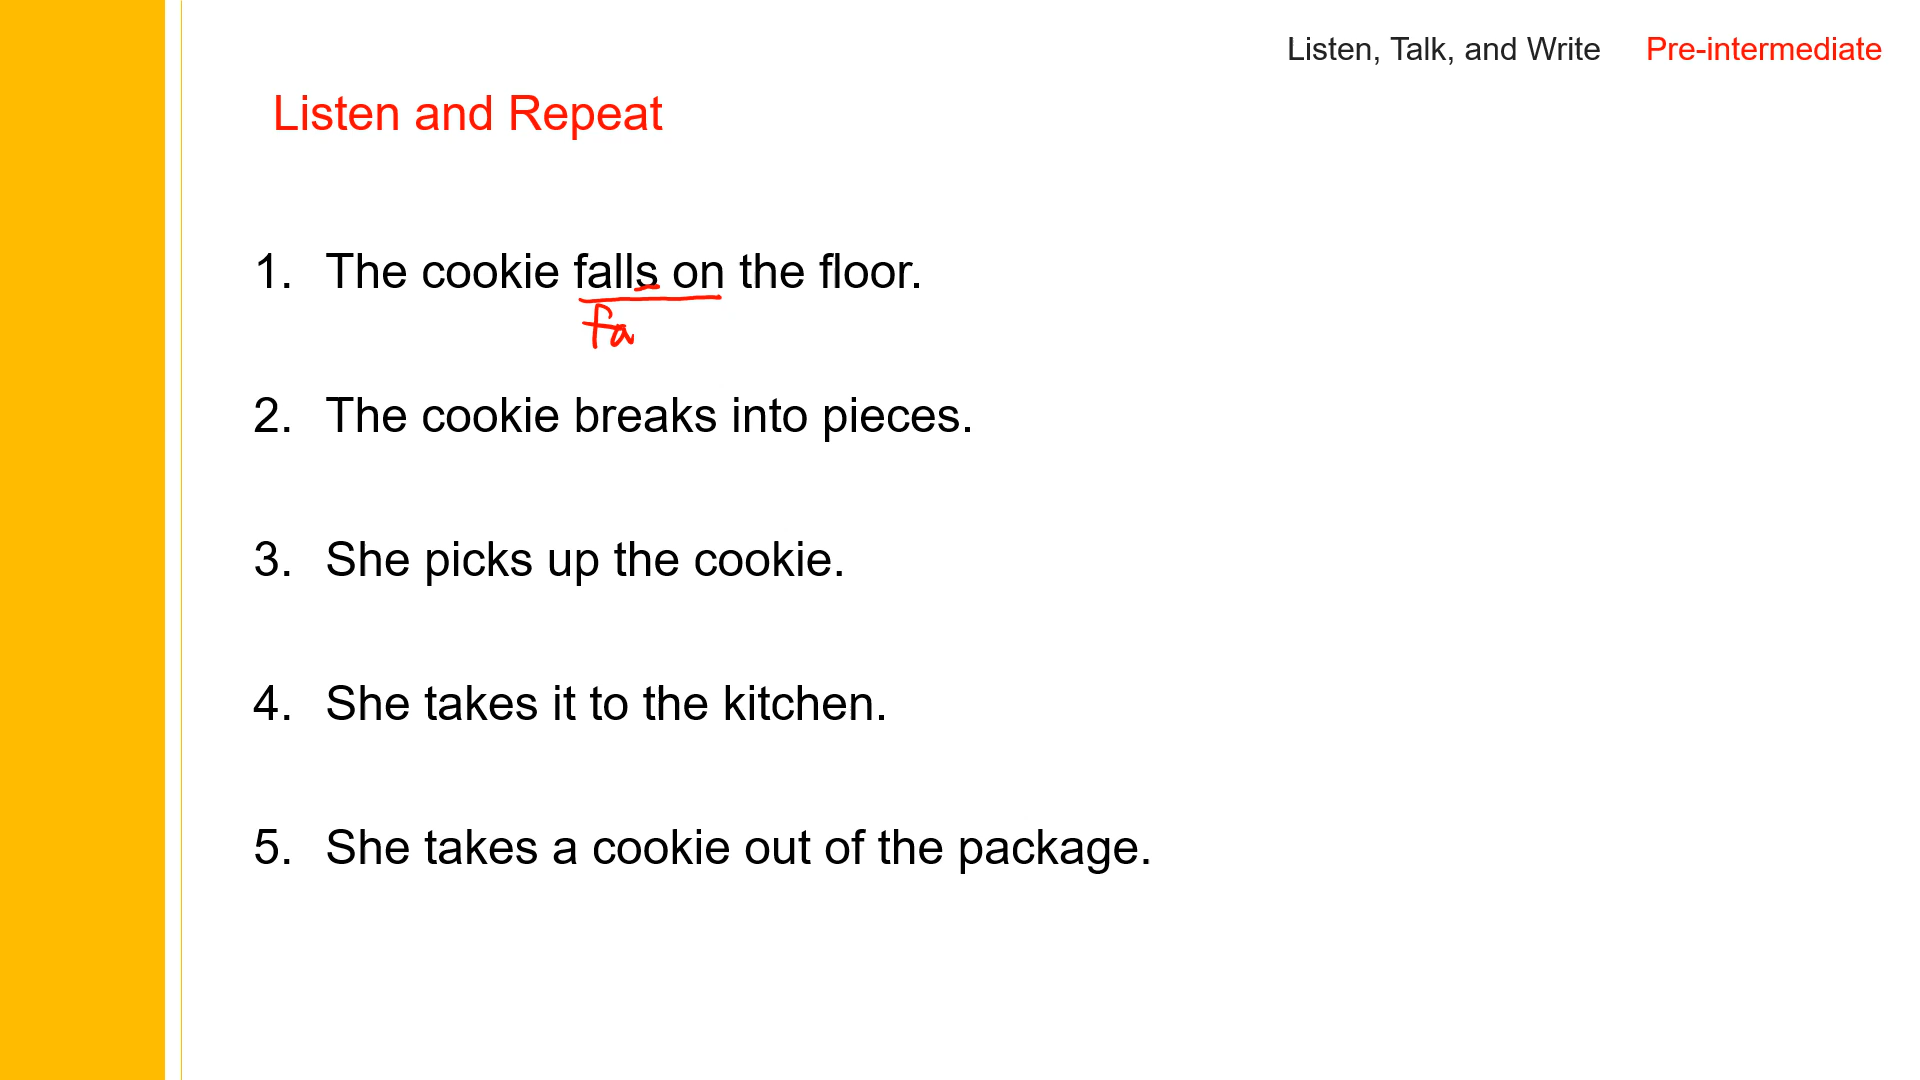 Listen, Talk, and Write Pre-intermediate
Listen and Repeat
1. The cookie falls on the floor.
fa
2. The cookie breaks into pieces.
3. She picks up the cookie.
4. She takes it to the kitchen.
5. She takes a cookie out of the package.